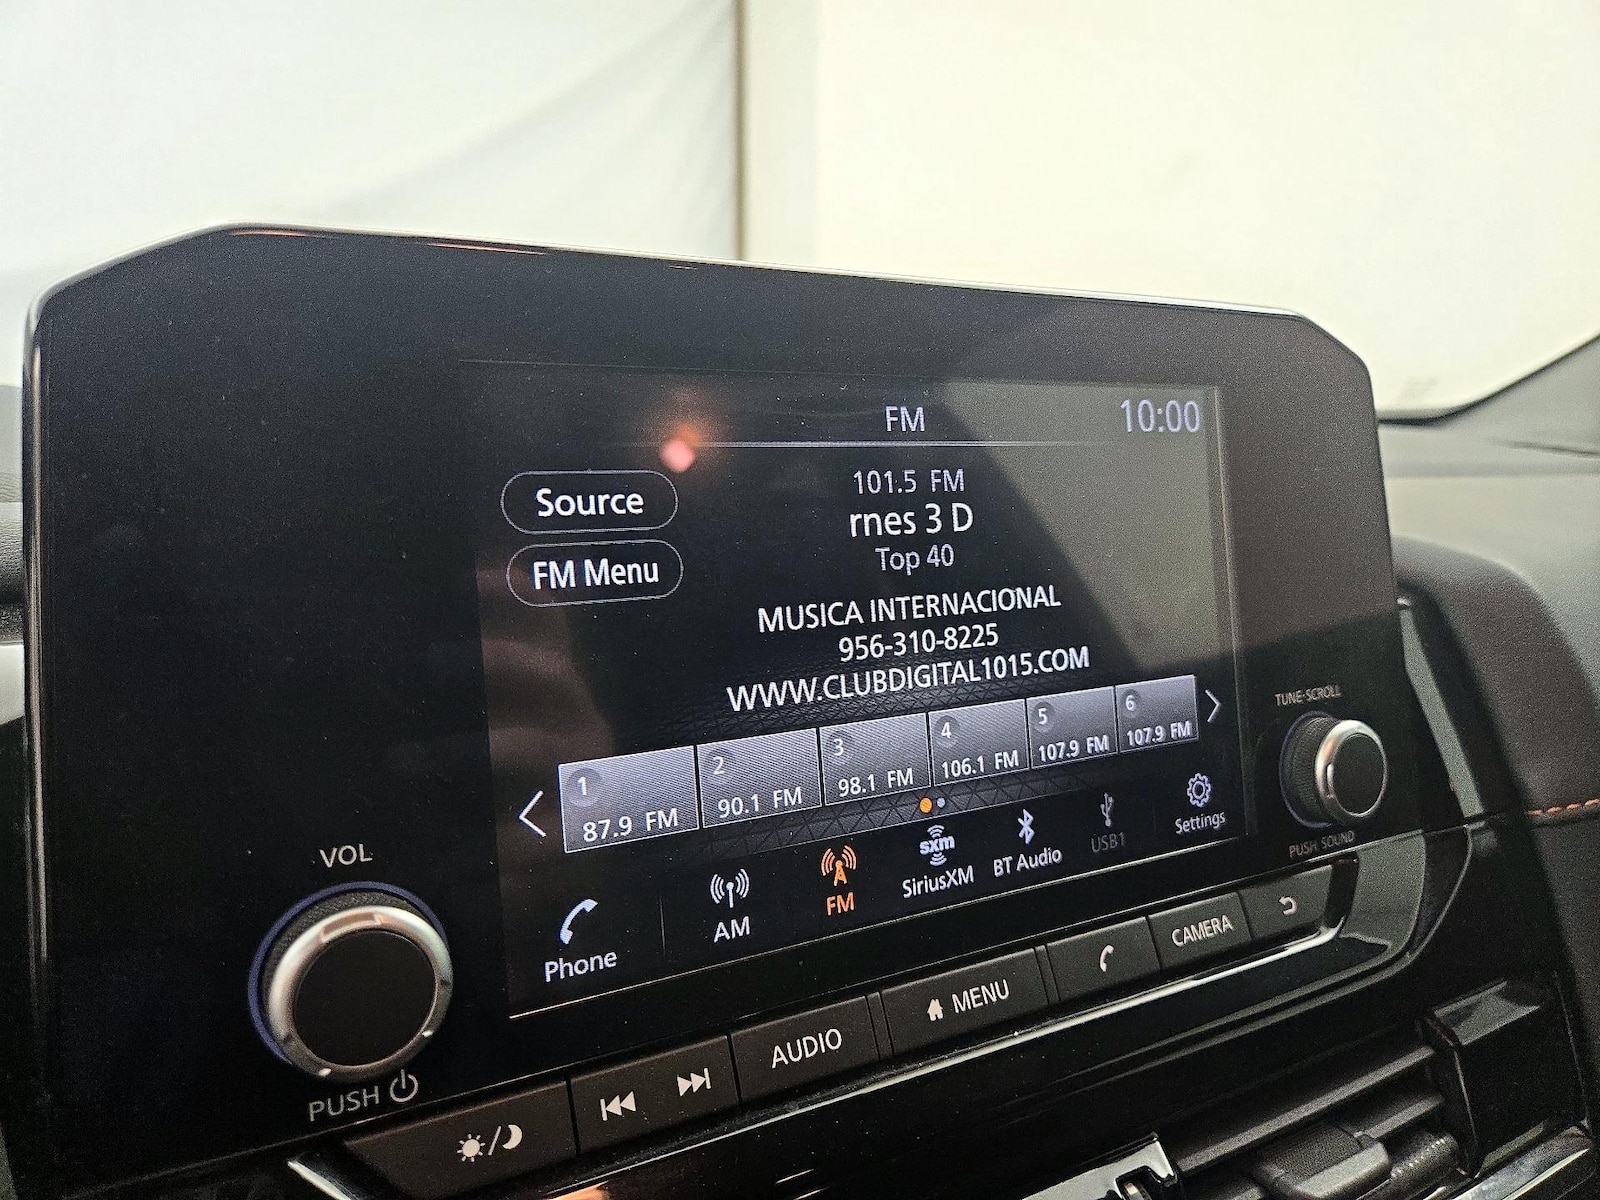 FM
10:00
Source
FM Menu
101.5 FM
rnes 3 D
Top 40
MUSICA INTERNACIONAL
956-310-8225
WWW.CLUBDIGITAL1015.COM
1
87.9 FM
2
90.1 FM
3
98.1 FM
4
106.1 FM
5
107.9 FM
6
107.9 FM
Phone
AM
FM
sxm
SiriusXM
BT Audio
USB1
Settings
VOL
PUSH
TUNE·SCROLL
PUSH SOUND
AUDIO
MENU
CAMERA